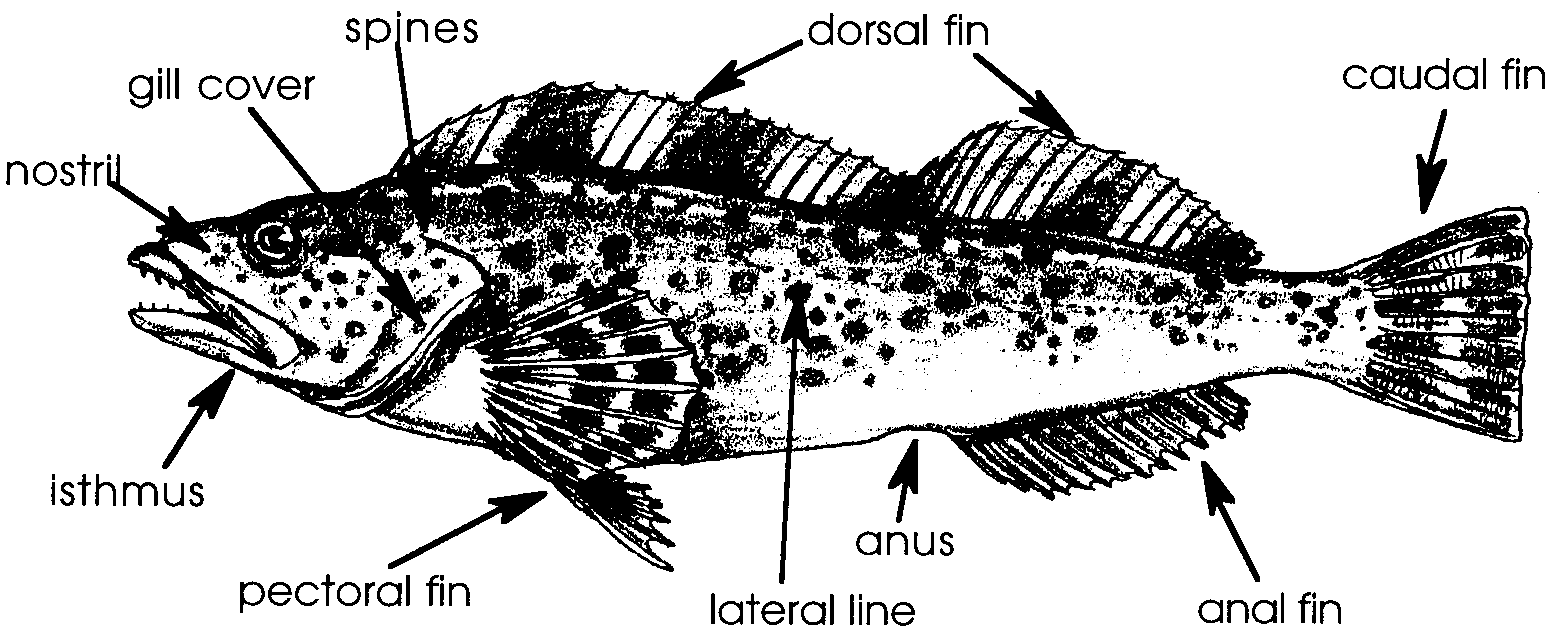 spines
dorsal fin
gill cover
caudal fin
nostril
isthmus
anus
pectoral fin
lateral line
anal fin